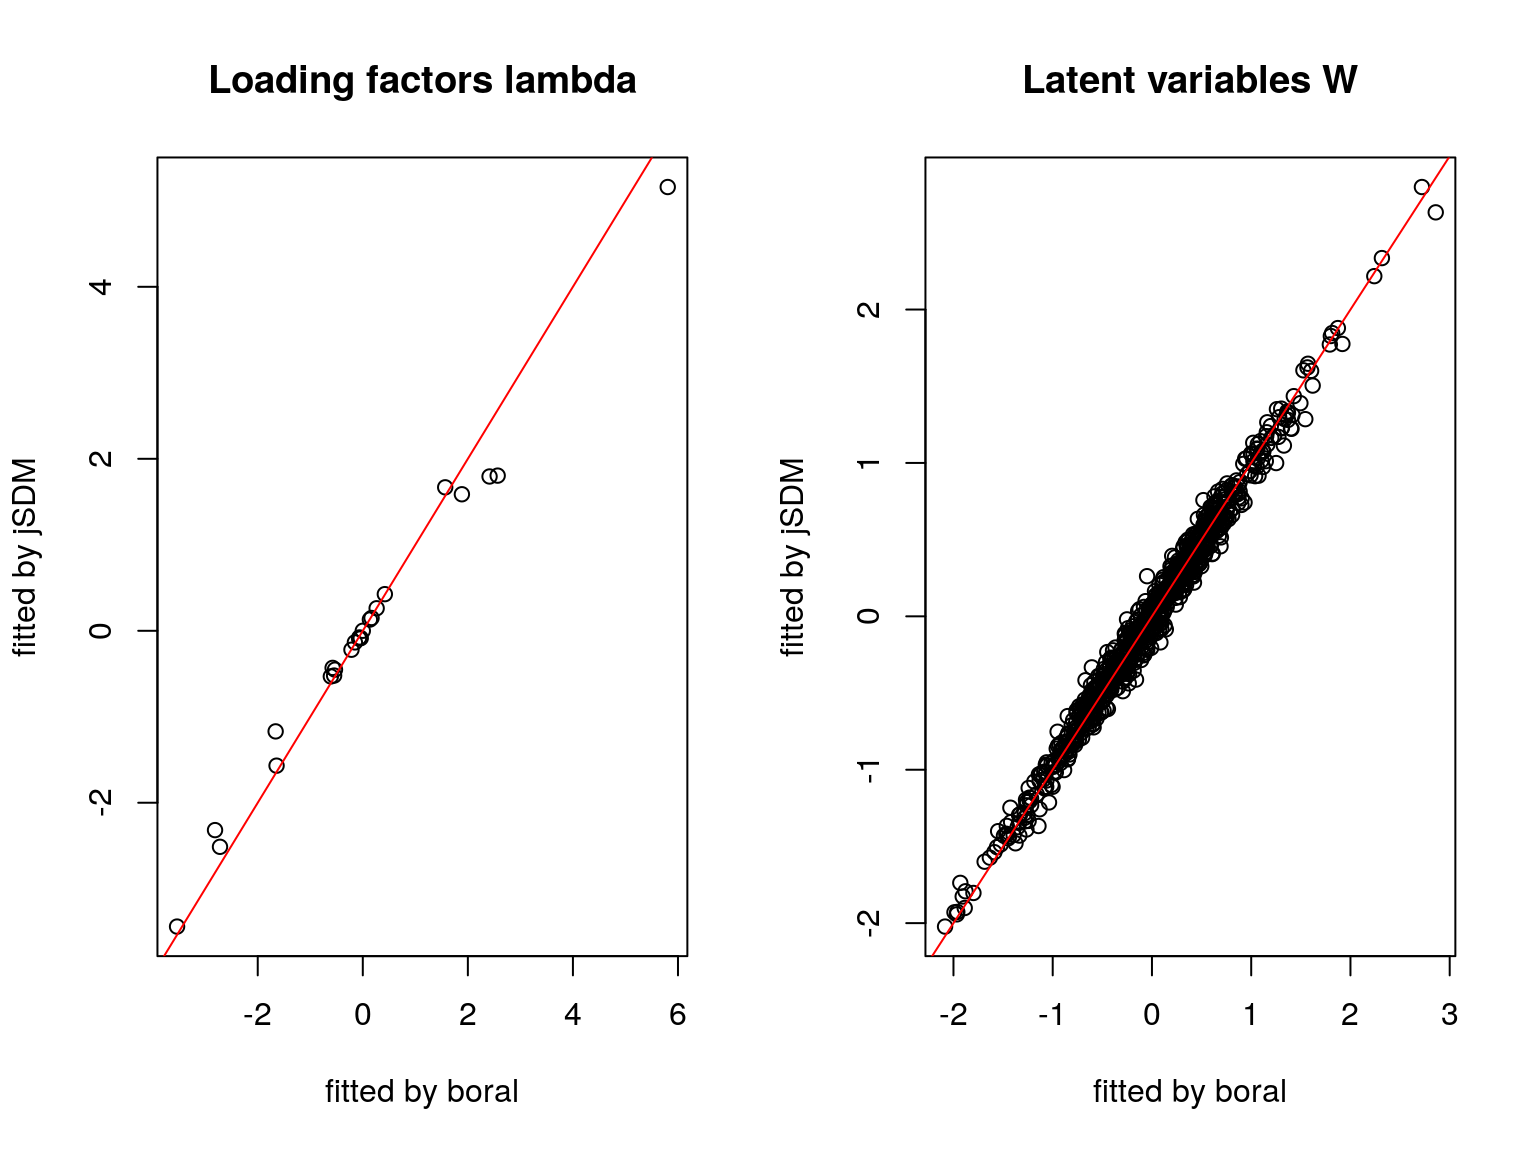 Loading factors lambda
fitted by jSDM
4
2
0
-2
-2 0 2 4 6
fitted by boral
Latent variables W
fitted by jSDM
2
1
0
-1
-2
-2 -1 0 1 2 3
fitted by boral